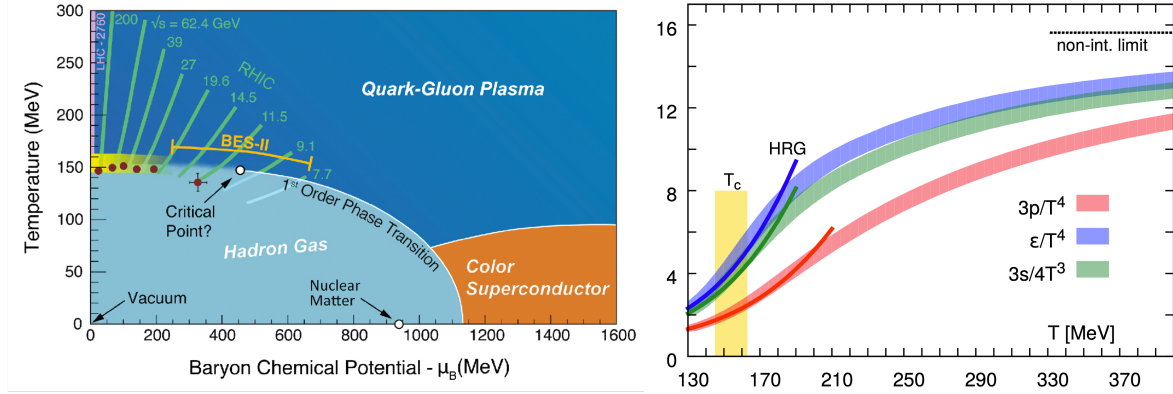 300
250
200
150
100
50
0
Temperature (MeV)
LHC - 2760
200
√s = 62.4 GeV
39
27
19.6
RHIC
14.5
11.5
BES-II
9.1
7.7
Quark-Gluon Plasma
Critical
Point?
1st Order Phase Transition
Hadron Gas
Color
Superconductor
Nuclear
Matter
Vacuum
0 200 400 600 800 1000 1200 1400 1600
Baryon Chemical Potential - μB(MeV)
16
12
8
4
0
non-int. limit
HRG
Tc
3p/T4
ε/T4
3s/4T3
T [MeV]
130 170 210 250 290 330 370